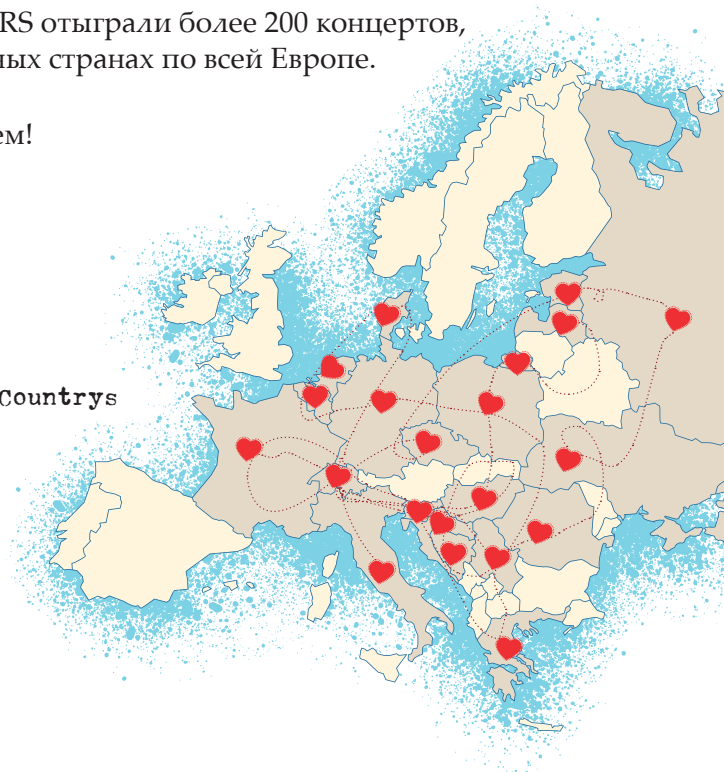 RS отыграли более 200 концертов,
ных странах по всей Европе.
ем!
Countrys